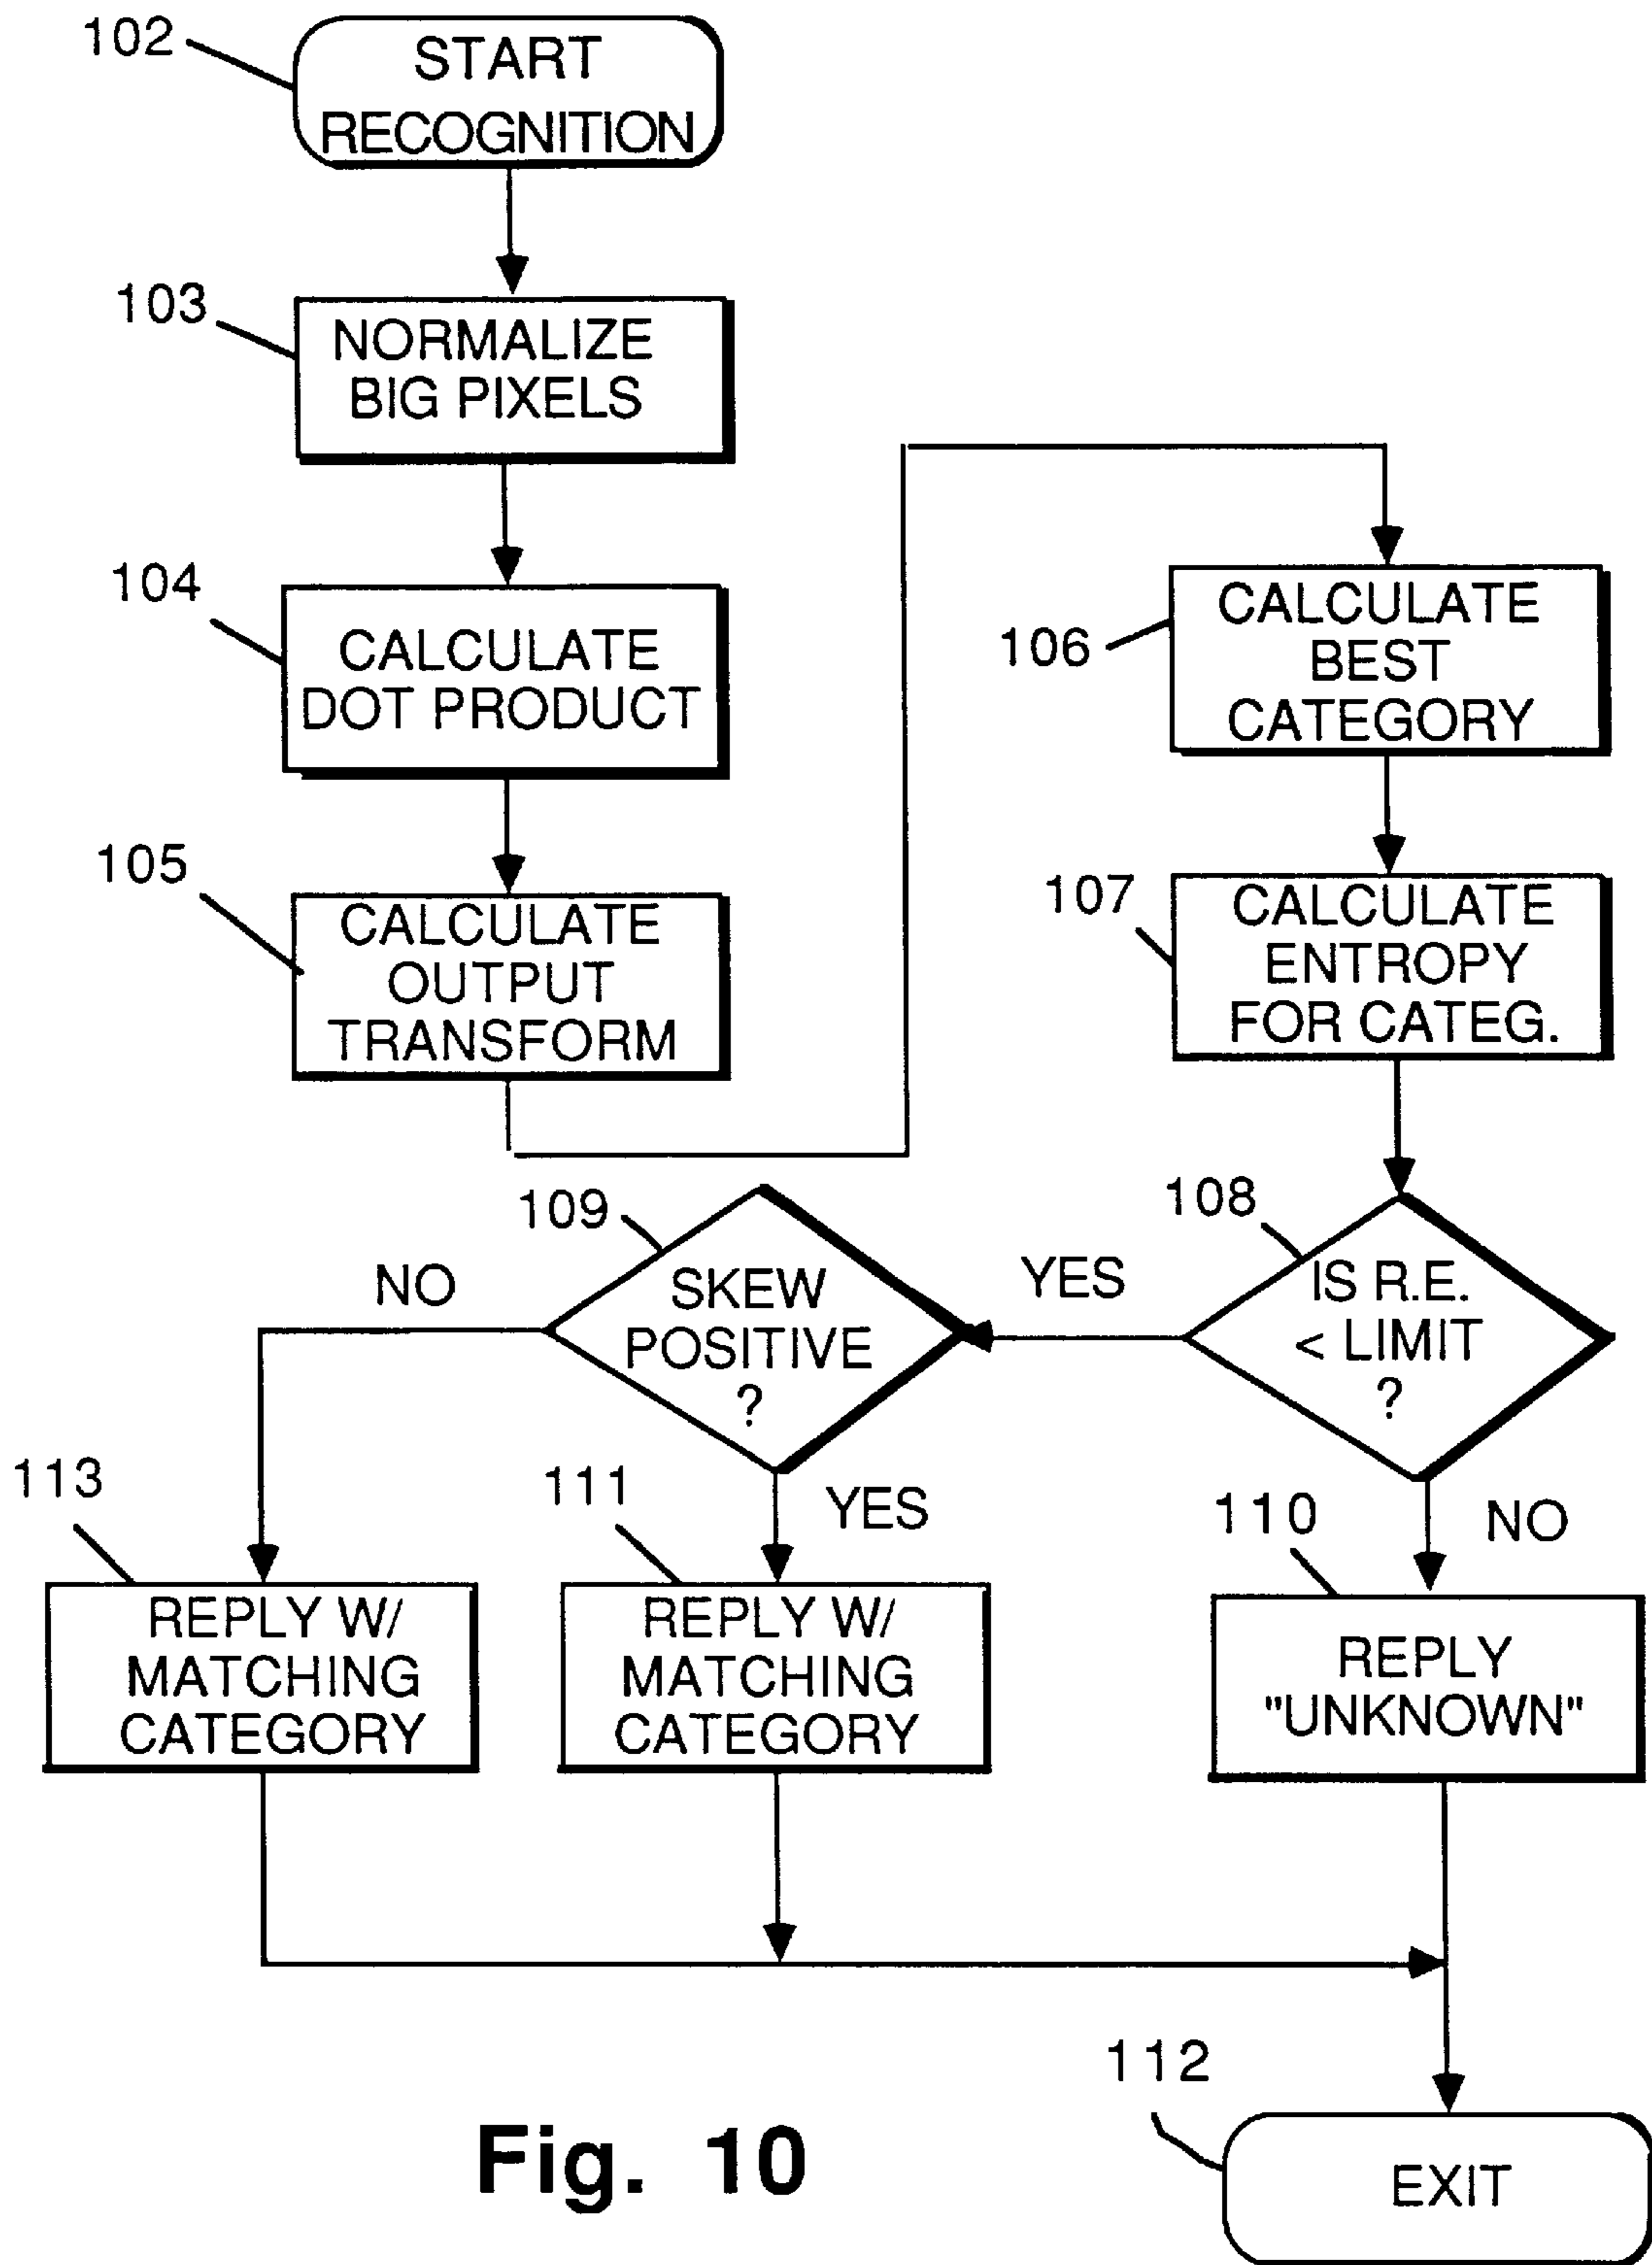 102
START
RECOGNITION
103
NORMALIZE
BIG PIXELS
104
CALCULATE
DOT PRODUCT
105
CALCULATE
OUTPUT
TRANSFORM
106
CALCULATE
BEST
CATEGORY
107
CALCULATE
ENTROPY
FOR CATEG.
108
IS R.E.
< LIMIT
?
YES
NO
109
SKEW
POSITIVE
?
NO
YES
113
REPLY W/
MATCHING
CATEGORY
111
REPLY W/
MATCHING
CATEGORY
110
REPLY
"UNKNOWN"
112
EXIT
Fig. 10